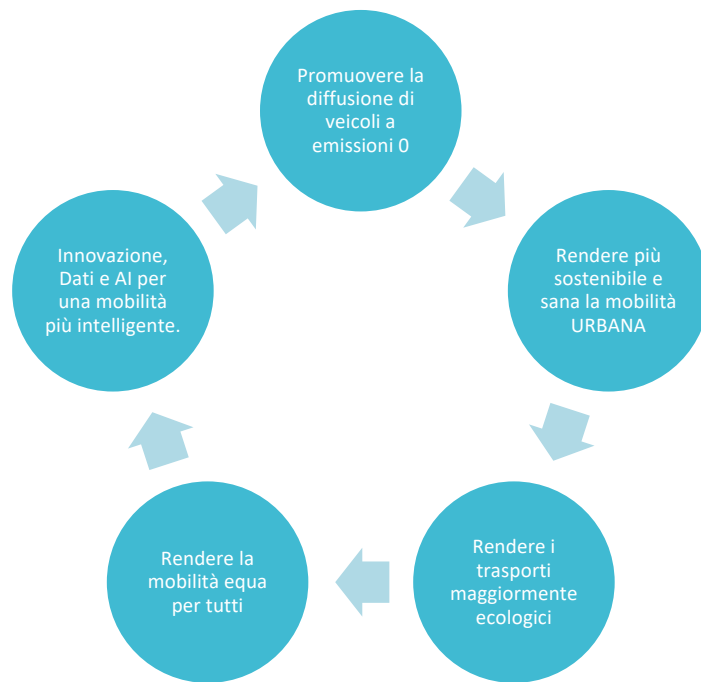 Promuovere la
diffusione di
veicoli a
emissioni 0
Rendere più
sostenibile e
sana la mobilità
URBANA
Rendere i
trasporti
maggiormente
ecologici
Rendere la
mobilità equa
per tutti
Innovazione,
Dati e AI per
una mobilità
più intelligente.